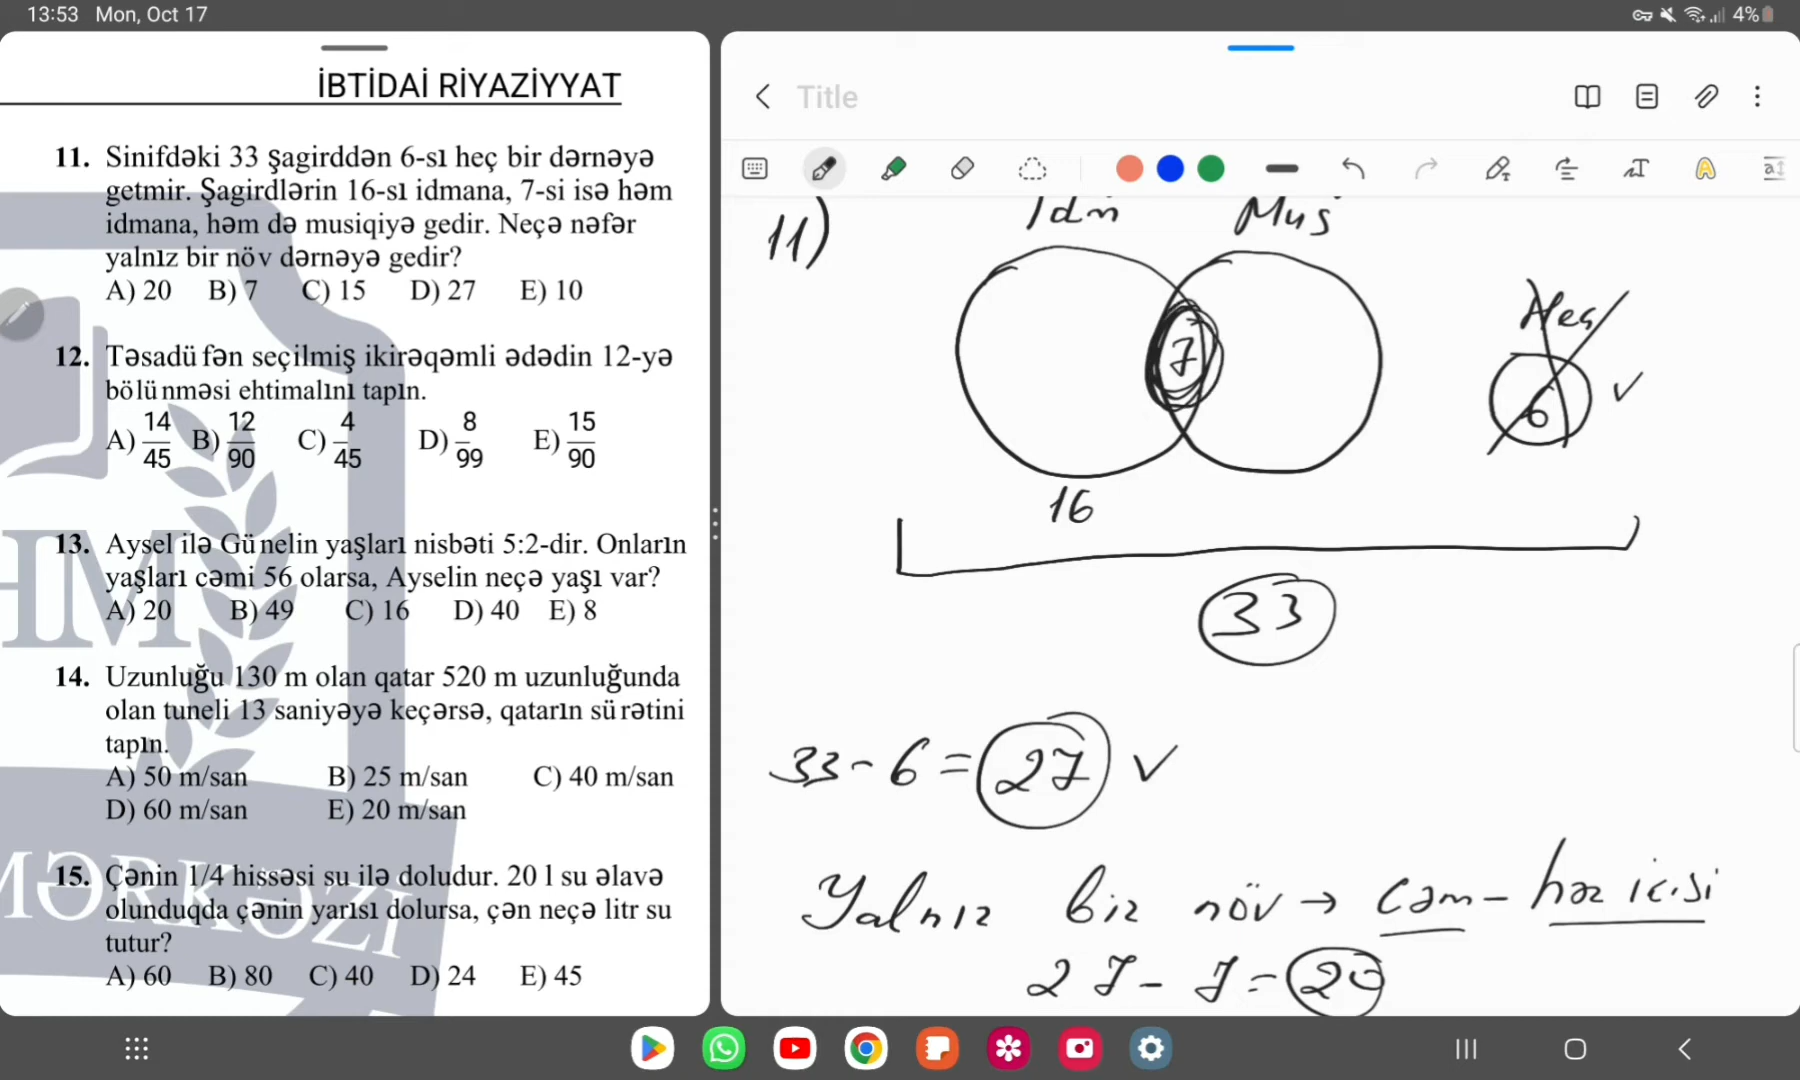 13:53 Mon, Oct 17
4%
İBTİDAİ RİYAZİYYAT
11. Sinifdəki 33 şagirddən 6-sı heç bir dərnəyə
getmir. Şagirdlərin 16-sı idmana, 7-si isə həm
idmana, həm də musiqiyə gedir. Neçə nəfər
yalnız bir növ dərnəyə gedir?
A) 20 B) 7 C) 15 D) 27 E) 10
12. Təsadüfən seçilmiş ikirəqəmli ədədin 12-yə
bölünməsi ehtimalını tapın.
A) 14/45 B) 12/90 C) 4/45 D) 8/99 E) 15/90
13. Aysel ilə Günelin yaşları nisbəti 5:2-dir. Onların
yaşları cəmi 56 olarsa, Ayselin neçə yaşı var?
A) 20 B) 49 C) 16 D) 40 E) 8
14. Uzunluğu 130 m olan qatar 520 m uzunluğunda
olan tuneli 13 saniyəyə keçərsə, qatarın sürətini
tapın.
A) 50 m/san B) 25 m/san C) 40 m/san
D) 60 m/san E) 20 m/san
15. Çənin 1/4 hissəsi su ilə doludur. 20 l su əlavə
olunduqda çənin yarısı dolursa, çən neçə litr su
tutur?
A) 60 B) 80 C) 40 D) 24 E) 45
HM
MƏRKƏZİ
Title
11) Idm Mus
Heç
7
6
16
33
33 - 6 = 27
Yalnız bir növ → Cəm - hər ikisi
27 - 7 = 20